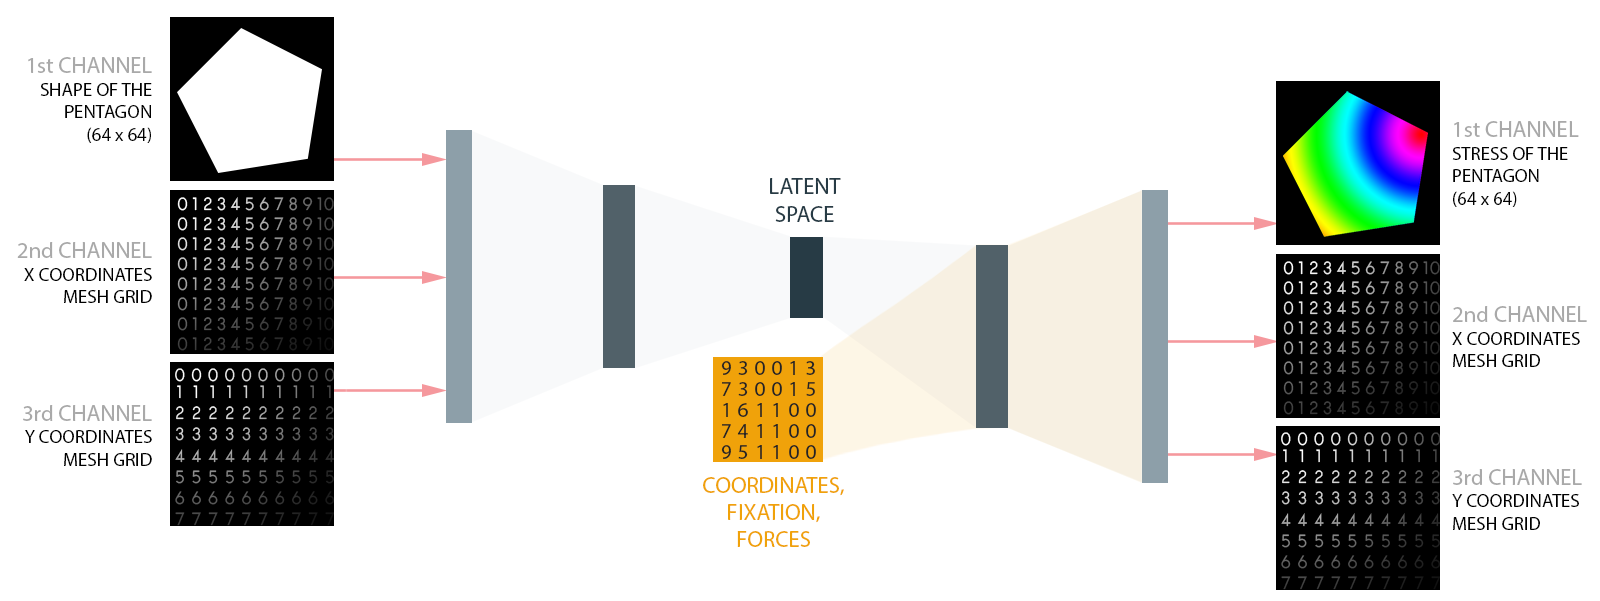 1st CHANNEL
SHAPE OF THE
PENTAGON
(64 x 64)
0 1 2 3 4 5 6 7 8 9 10
0 1 2 3 4 5 6 7 8 9 10
0 1 2 3 4 5 6 7 8 9 10
0 1 2 3 4 5 6 7 8 9 10
0 1 2 3 4 5 6 7 8 9 10
0 1 2 3 4 5 6 7 8 9 10
0 1 2 3 4 5 6 7 8 9 10
0 1 2 3 4 5 6 7 8 9 10
2nd CHANNEL
X COORDINATES
MESH GRID
0 0 0 0 0 0 0 0 0 0
1 1 1 1 1 1 1 1 1 1
2 2 2 2 2 2 2 2 2 2
3 3 3 3 3 3 3 3 3 3
4 4 4 4 4 4 4 4 4 4
5 5 5 5 5 5 5 5 5 5
6 6 6 6 6 6 6 6 6 6
7 7 7 7 7 7 7 7 7 7
3rd CHANNEL
Y COORDINATES
MESH GRID
LATENT
SPACE
9 3 0 0 1 3
7 3 0 0 1 5
1 6 1 1 0 0
7 4 1 1 0 0
9 5 1 1 0 0
COORDINATES,
FIXATION,
FORCES
1st CHANNEL
STRESS OF THE
PENTAGON
(64 x 64)
0 1 2 3 4 5 6 7 8 9 10
0 1 2 3 4 5 6 7 8 9 10
0 1 2 3 4 5 6 7 8 9 10
0 1 2 3 4 5 6 7 8 9 10
0 1 2 3 4 5 6 7 8 9 10
0 1 2 3 4 5 6 7 8 9 10
0 1 2 3 4 5 6 7 8 9 10
0 1 2 3 4 5 6 7 8 9 10
2nd CHANNEL
X COORDINATES
MESH GRID
0 0 0 0 0 0 0 0 0 0
1 1 1 1 1 1 1 1 1 1
2 2 2 2 2 2 2 2 2 2
3 3 3 3 3 3 3 3 3 3
4 4 4 4 4 4 4 4 4 4
5 5 5 5 5 5 5 5 5 5
6 6 6 6 6 6 6 6 6 6
7 7 7 7 7 7 7 7 7 7
3rd CHANNEL
Y COORDINATES
MESH GRID